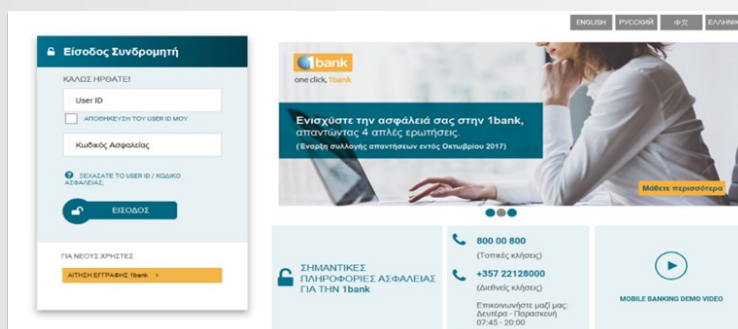 ENGLISH
РУССКИЙ
中文
ΕΛΛΗΝΙΚ
Είσοδος Συνδρομητή
ΚΑΛΩΣ ΗΡΘΑΤΕ!
User ID
ΑΠΟΘΗΚΕΥΣΗ ΤΟΥ USER ID ΜΟΥ
Κωδικός Ασφαλείας
ΞΕΧΑΣΑΤΕ ΤΟ USER ID / ΚΩΔΙΚΟ
ΑΣΦΑΛΕΙΑΣ;
ΕΙΣΟΔΟΣ
ΓΙΑ ΝΕΟΥΣ ΧΡΗΣΤΕΣ
ΑΙΤΗΣΗ ΕΓΓΡΑΦΗΣ 1bank >
1bank
one click, 1bank
Ενισχύστε την ασφάλειά σας στην 1bank,
απαντώντας 4 απλές ερωτήσεις.
(Έναρξη συλλογής απαντήσεων εντός Οκτωβρίου 2017)
Μάθετε περισσότερα
ΣΗΜΑΝΤΙΚΕΣ
ΠΛΗΡΟΦΟΡΙΕΣ ΑΣΦΑΛΕΙΑΣ
ΓΙΑ ΤΗΝ 1bank
800 00 800
(Τοπικές κλήσεις)
+357 22128000
(Διεθνείς κλήσεις)
Επικοινωνήστε μαζί μας:
Δευτέρα - Παρασκευή
07:45 - 20:00
MOBILE BANKING DEMO VIDEO